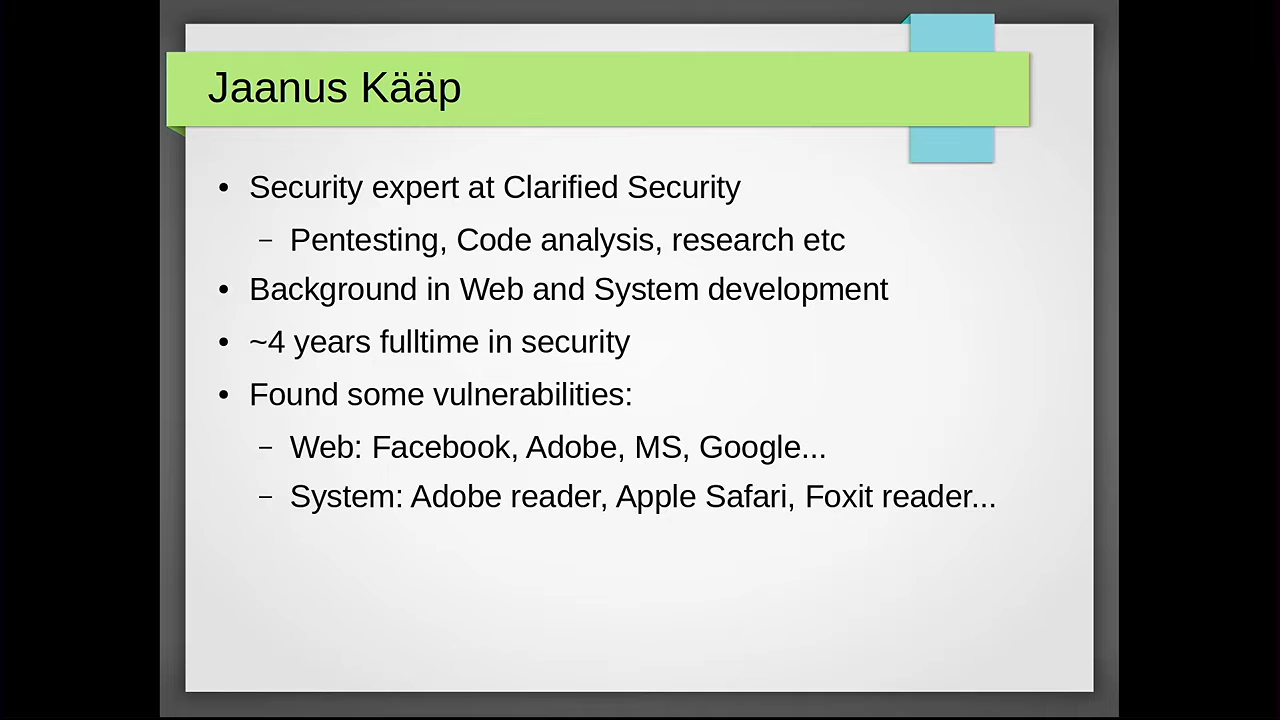 Jaanus Kääp
• Security expert at Clarified Security
– Pentesting, Code analysis, research etc
• Background in Web and System development
• ~4 years fulltime in security
• Found some vulnerabilities:
– Web: Facebook, Adobe, MS, Google...
– System: Adobe reader, Apple Safari, Foxit reader...